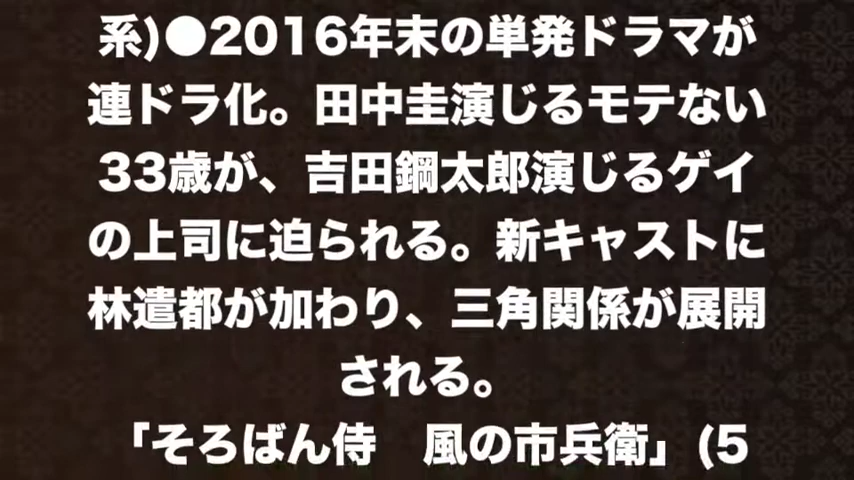 系)●2016年末の単発ドラマが
連ドラ化。田中圭演じるモテない
33歳が、吉田鋼太郎演じるゲイ
の上司に迫られる。新キャストに
林遣都が加わり、三角関係が展開
される。
「そろばん侍　風の市兵衛」(5